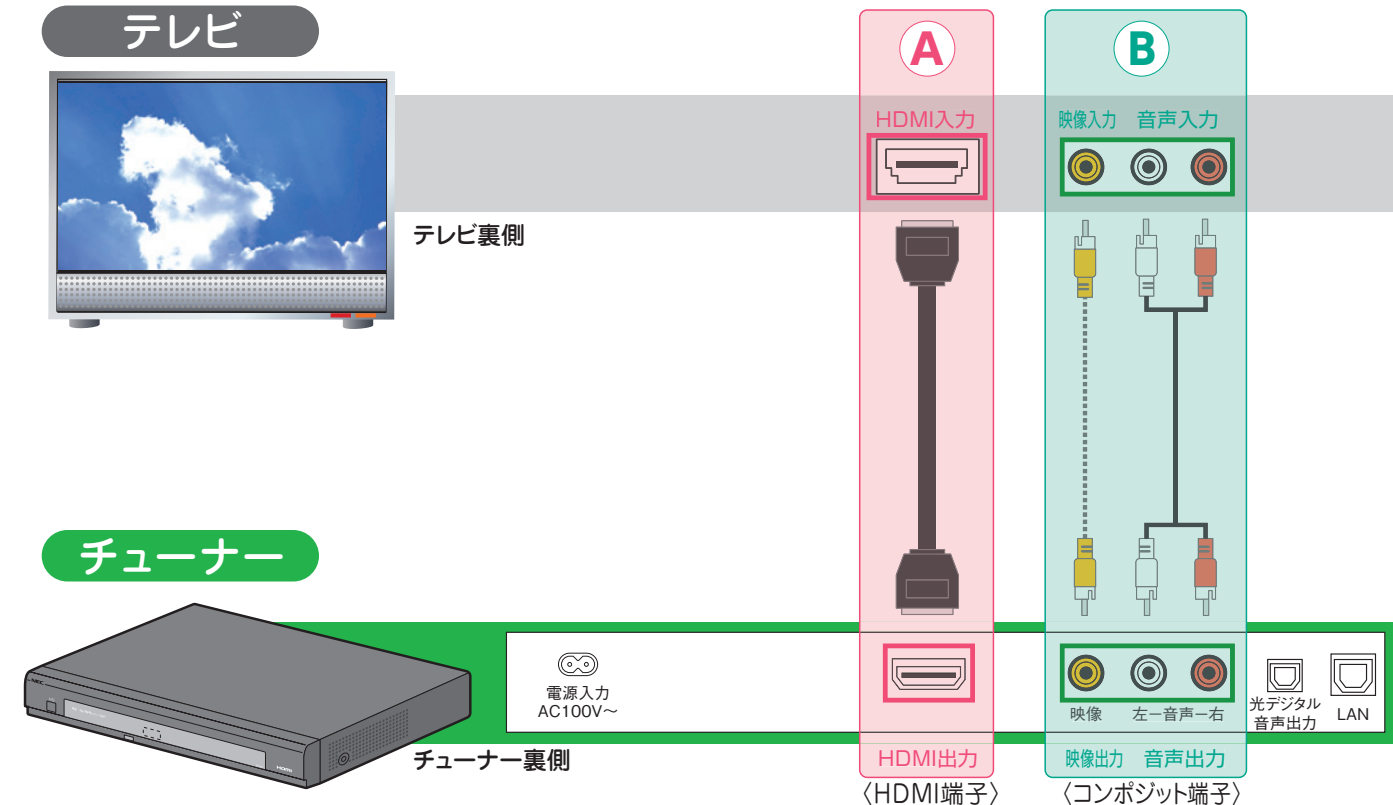 テレビ
A
B
HDMI入力
映像入力 音声入力
テレビ裏側
チューナー
NEC
HDMI
電源入力
AC100V～
映像
左ー音声ー右
光デジタル
音声出力
LAN
チューナー裏側
HDMI出力
映像出力 音声出力
〈HDMI端子〉
〈コンポジット端子〉